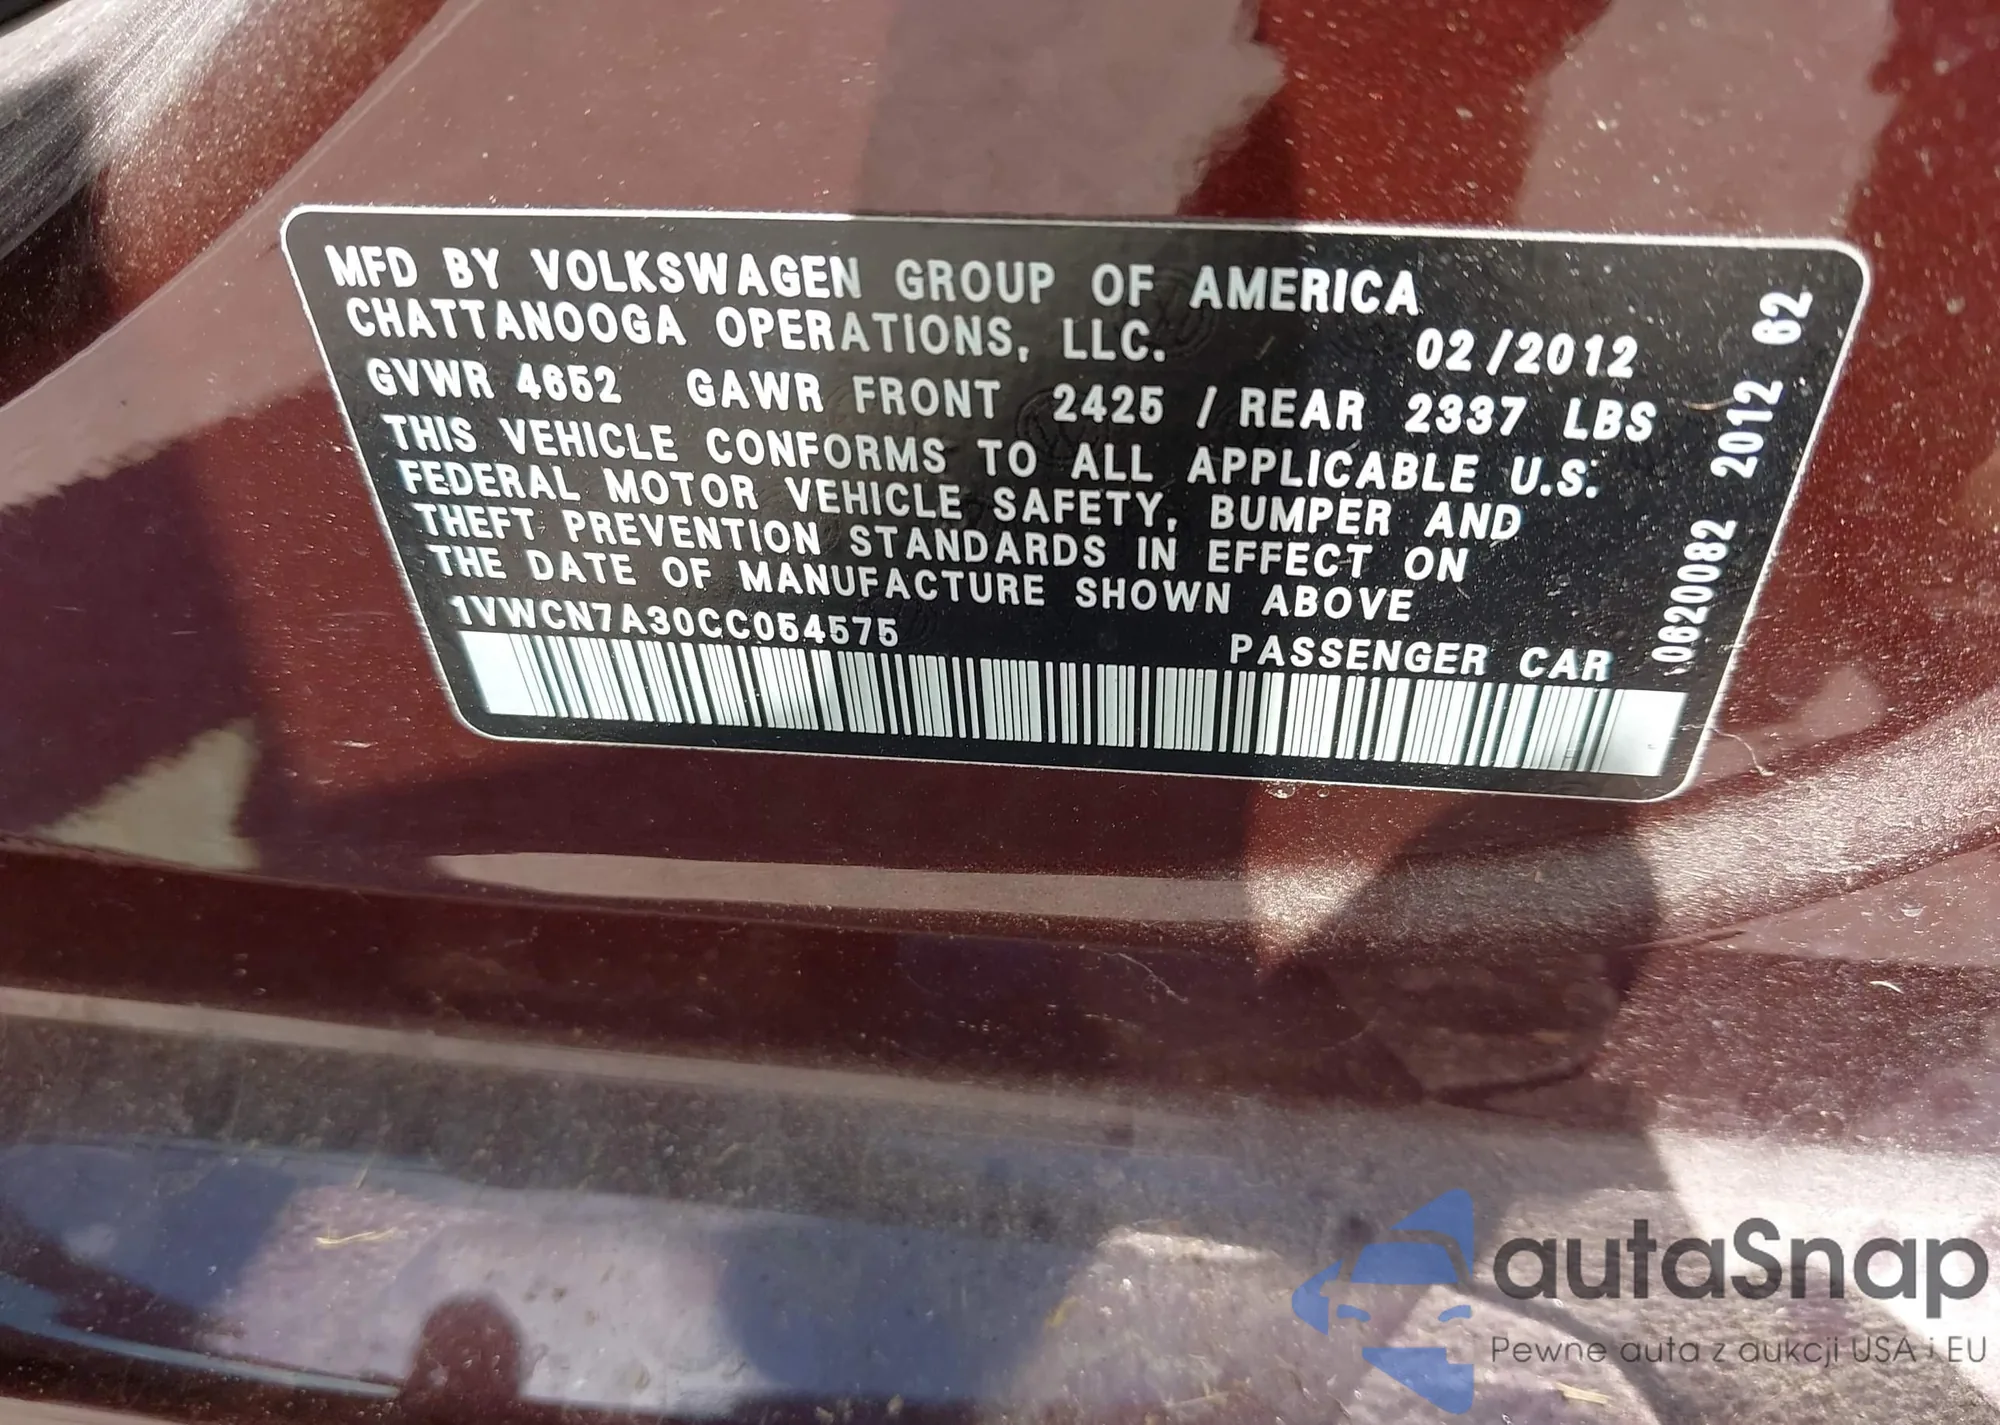 MFD BY VOLKSWAGEN GROUP OF AMERICA
CHATTANOOGA OPERATIONS, LLC.
02/2012
GVWR 4652 GAWR FRONT 2425 / REAR 2337 LBS
THIS VEHICLE CONFORMS TO ALL APPLICABLE U.S.
FEDERAL MOTOR VEHICLE SAFETY, BUMPER AND
THEFT PREVENTION STANDARDS IN EFFECT ON
THE DATE OF MANUFACTURE SHOWN ABOVE
1VWCN7A30CC054575
PASSENGER CAR
0620082 2012 62
autaSnap
Pewne auta z aukcji USA i EU